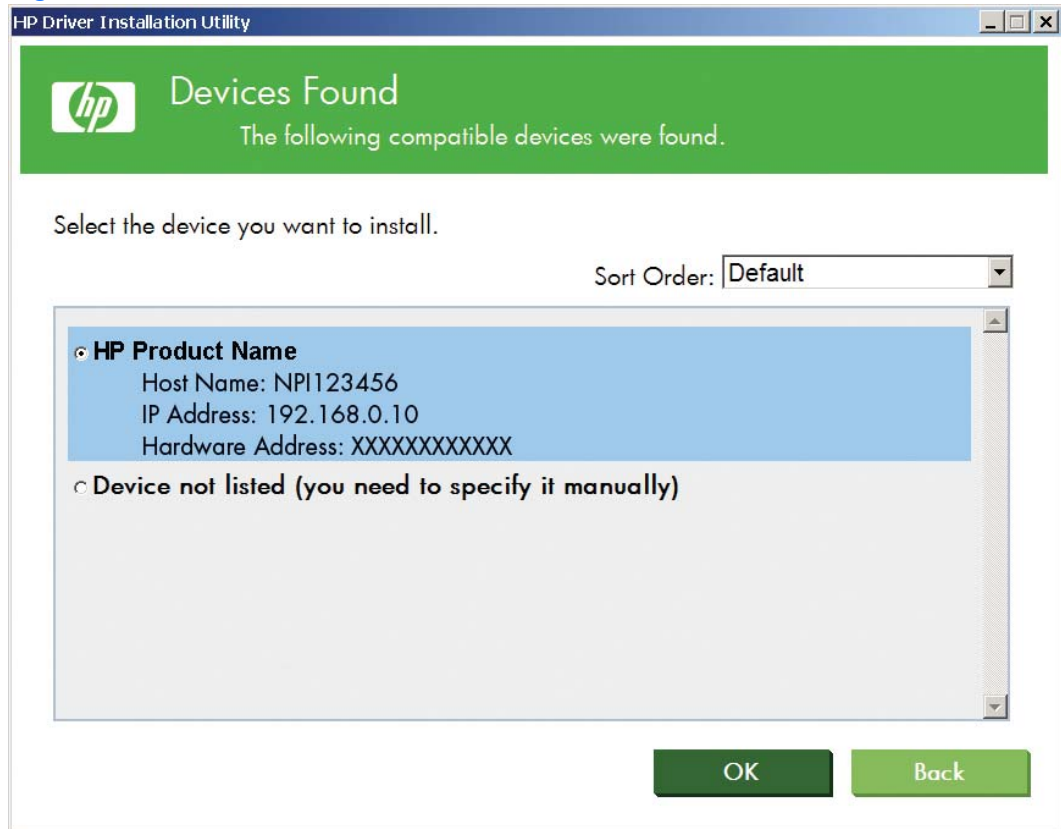 HP Driver Installation Utility
hp
Devices Found
The following compatible devices were found.
Select the device you want to install.
Sort Order: Default
HP Product Name
Host Name: NPI123456
IP Address: 192.168.0.10
Hardware Address: XXXXXXXXXXXX
Device not listed (you need to specify it manually)
OK Back